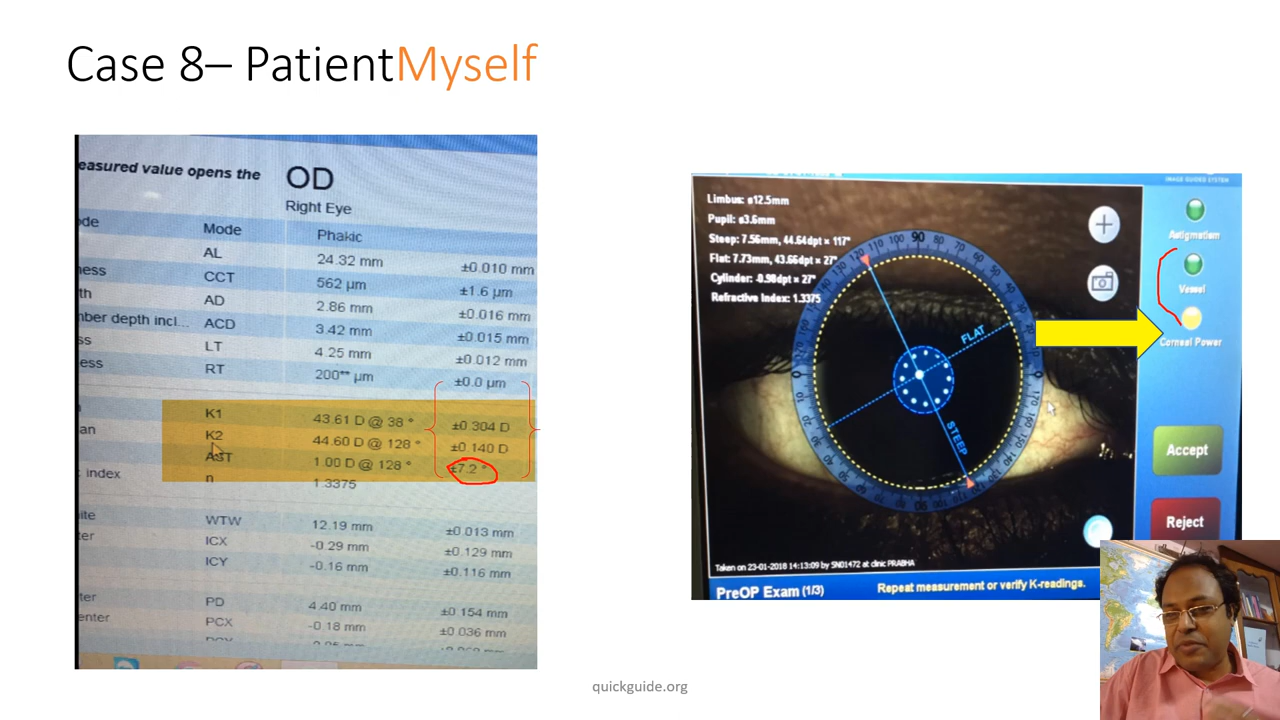 Case 8– PatientMyself
easured value opens the
OD
Right Eye
Mode Phakic
AL 24.32 mm ±0.010 mm
ness CCT 562 µm ±1.6 µm
th AD 2.86 mm ±0.016 mm
mber depth incl... ACD 3.42 mm ±0.015 mm
ss LT 4.25 mm ±0.012 mm
ess RT 200** µm ±0.0 µm
K1 43.61 D @ 38 ° ±0.304 D
an K2 44.60 D @ 128 ° ±0.140 D
AST 1.00 D @ 128 ° ±7.2 °
index n 1.3375
WTW 12.19 mm ±0.013 mm
ICX -0.29 mm ±0.129 mm
ICY -0.16 mm ±0.116 mm
PD 4.40 mm ±0.154 mm
enter PCX -0.18 mm ±0.036 mm
IMAGE GUIDED SYSTEM
Limbus: ø12.5mm
Pupil: ø3.6mm
Steep: 7.56mm, 44.64dpt x 117°
Flat: 7.73mm, 43.66dpt x 27°
Cylinder: -0.98dpt x 27°
Refractive Index: 1.3375
90
FLAT
STEEP
Astigmatism
Vessel
Corneal Power
Accept
Reject
Taken on 23-01-2018 14:13:09 by SN01472 at clinic PRABHA
PreOP Exam (1/3) Repeat measurement or verify K-readings.
quickguide.org